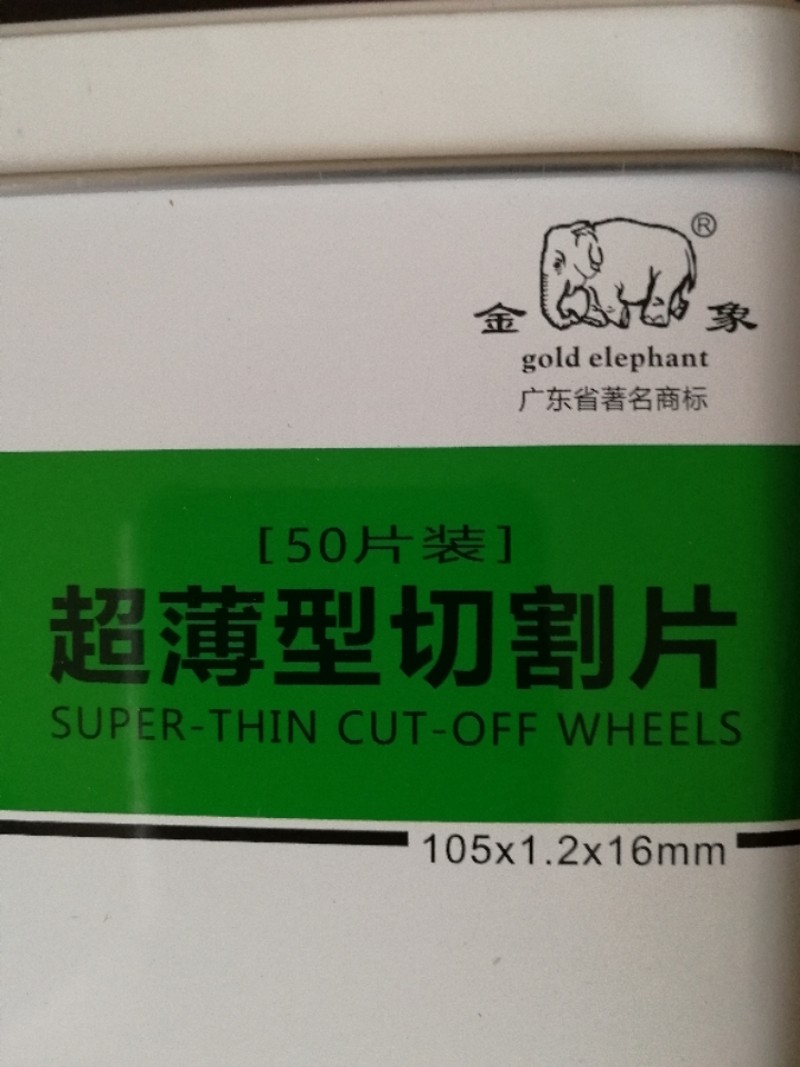 ®
金 象
gold elephant
广东省著名商标
[50片装]
超薄型切割片
SUPER-THIN CUT-OFF WHEELS
105x1.2x16mm